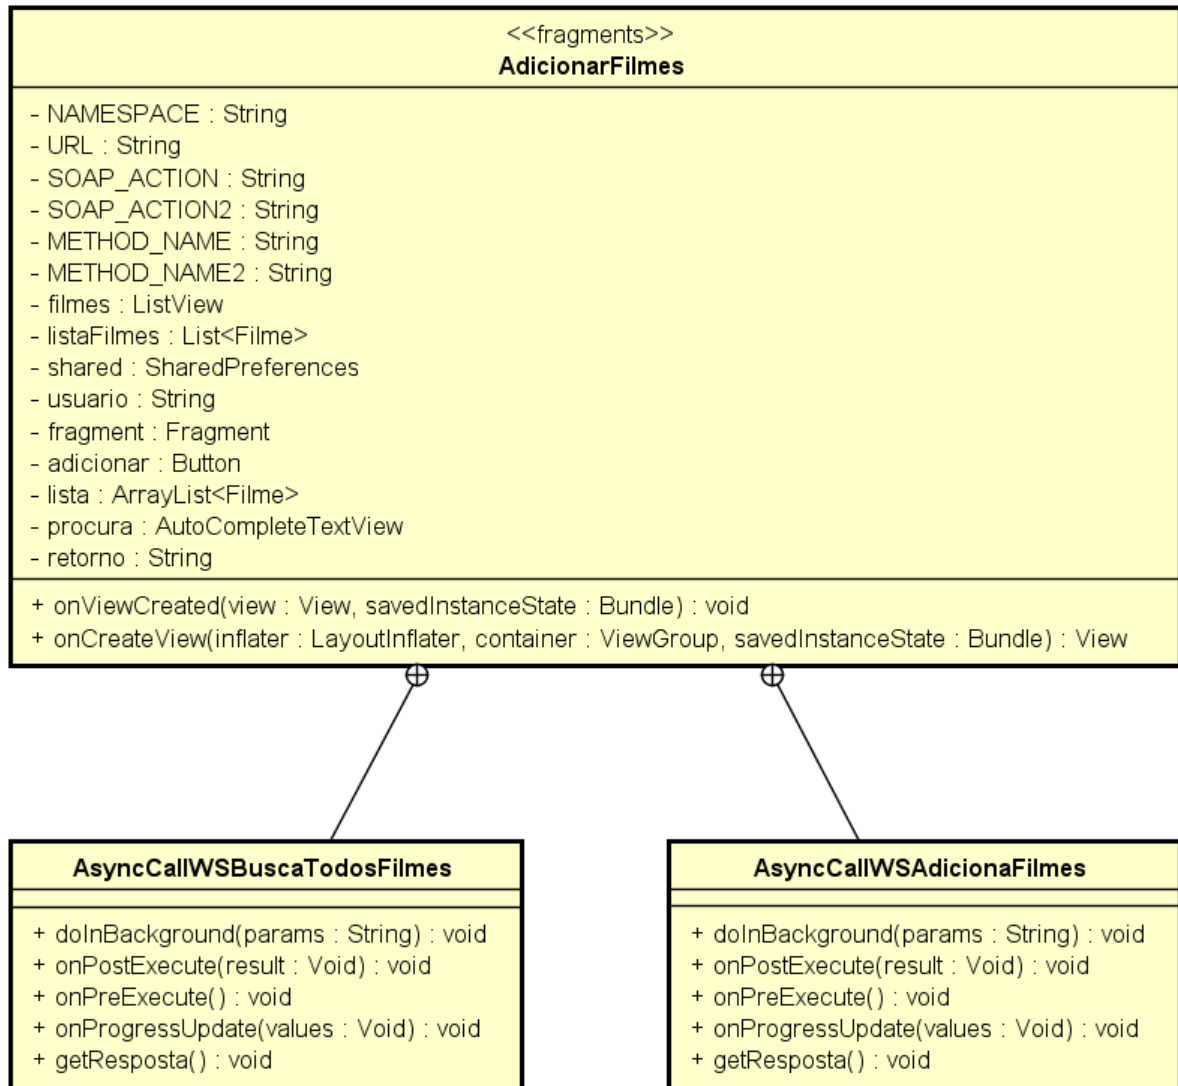 <<fragments>>
AdicionarFilmes
- NAMESPACE : String
- URL : String
- SOAP_ACTION : String
- SOAP_ACTION2 : String
- METHOD_NAME : String
- METHOD_NAME2 : String
- filmes : ListView
- listaFilmes : List<Filme>
- shared : SharedPreferences
- usuario : String
- fragment : Fragment
- adicionar : Button
- lista : ArrayList<Filme>
- procura : AutoCompleteTextView
- retorno : String
+ onViewCreated(view : View, savedInstanceState : Bundle) : void
+ onCreateView(inflater : LayoutInflater, container : ViewGroup, savedInstanceState : Bundle) : View
AsyncCallWSBuscaTodosFilmes
+ doInBackground(params : String) : void
+ onPostExecute(result : Void) : void
+ onPreExecute() : void
+ onProgressUpdate(values : Void) : void
+ getResposta() : void
AsyncCallWSAdicionaFilmes
+ doInBackground(params : String) : void
+ onPostExecute(result : Void) : void
+ onPreExecute() : void
+ onProgressUpdate(values : Void) : void
+ getResposta() : void